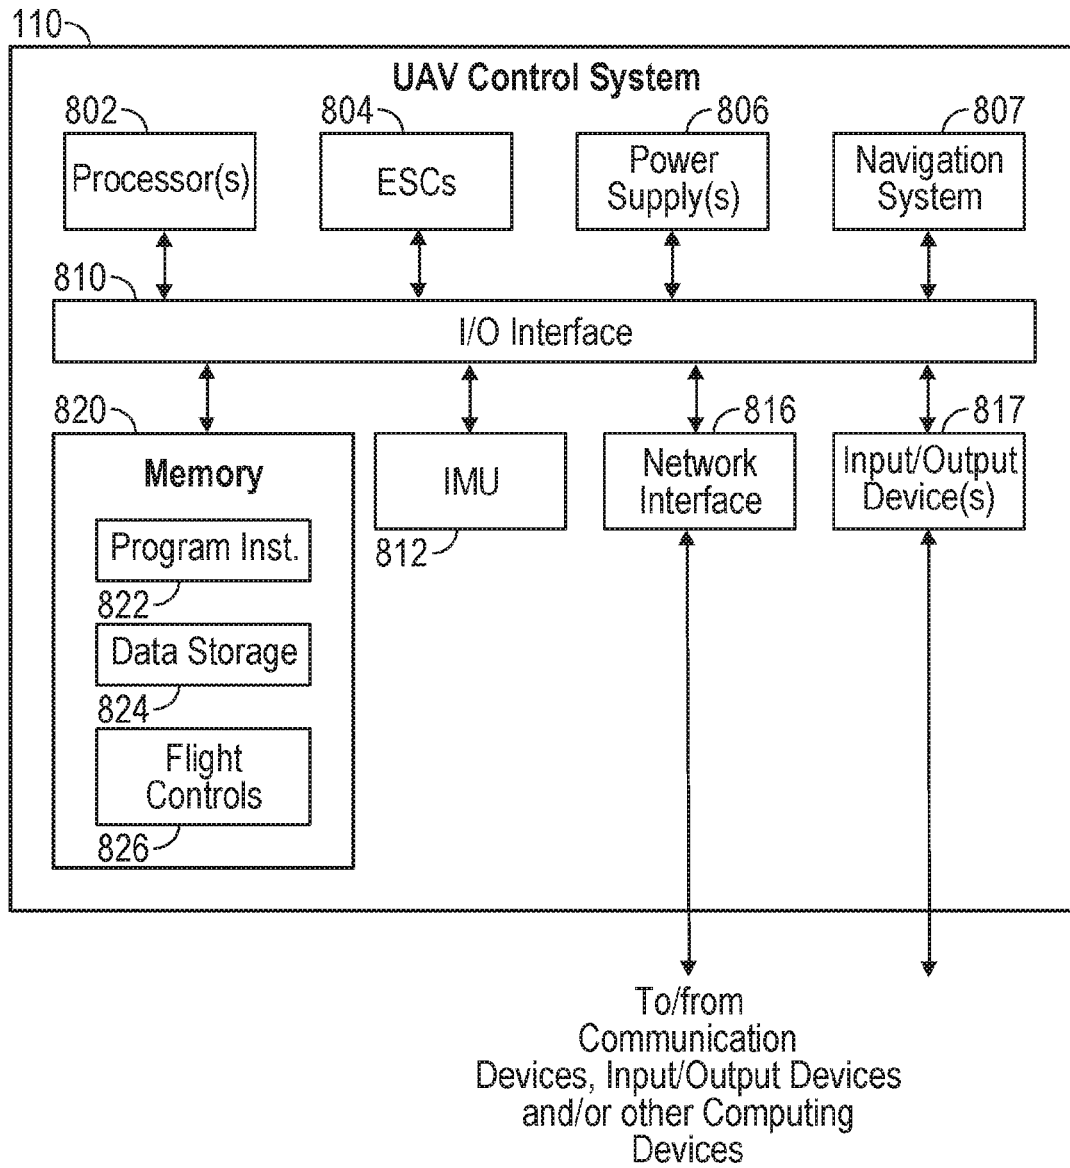 110
UAV Control System
802
804
806
807
Processor(s)
ESCs
Power
Supply(s)
Navigation
System
810
I/O Interface
820
816
817
Memory
IMU
Network
Interface
Input/Output
Device(s)
812
Program Inst.
822
Data Storage
824
Flight
Controls
826
To/from
Communication
Devices, Input/Output Devices
and/or other Computing
Devices